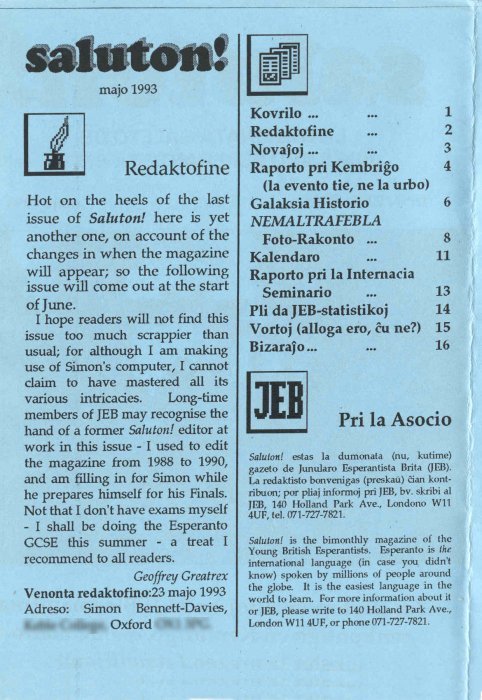 saluton!
majo 1993
Redaktofine
Hot on the heels of the last
issue of Saluton! here is yet
another one, on account of the
changes in when the magazine
will appear; so the following
issue will come out at the start
of June.
I hope readers will not find this
issue too much scrappier than
usual; for although I am making
use of Simon's computer, I cannot
claim to have mastered all its
various intricacies. Long-time
members of JEB may recognise the
hand of a former Saluton! editor at
work in this issue - I used to edit
the magazine from 1988 to 1990,
and am filling in for Simon while
he prepares himself for his Finals.
Not that I don't have exams myself
- I shall be doing the Esperanto
GCSE this summer - a treat I
recommend to all readers.
Geoffrey Greatrex
Venonta redaktofino:23 majo 1993
Adreso: Simon Bennett-Davies,
Oxford
Kovrilo ... ... 1
Redaktofine ... 2
Novaĵoj ... ... 3
Raporto pri Kembriĝo 4
(la evento tie, ne la urbo)
Galaksia Historio 6
NEMALTRAFEBLA
Foto-Rakonto ... 8
Kalendaro ... 11
Raporto pri la Internacia
Seminario ... 13
Pli da JEB-statistikoj 14
Vortoj (alloga ero, ĉu ne?) 15
Bizaraĵo ... ... 16
JEB
Pri la Asocio
Saluton! estas la dumonata (nu, kutime)
gazeto de Junularo Esperantista Brita (JEB).
La redaktisto bonvenigas (preskaŭ) ĉian kont-
ribuon; por pliaj informoj pri JEB, bv. skribi al
JEB, 140 Holland Park Ave., Londono W11
4UF, tel. 071-727-7821.
Saluton! is the bimonthly magazine of the
Young British Esperantists. Esperanto is the
international language (in case you didn't
know) spoken by millions of people around
the globe. It is the easiest language in the
world to learn. For more information about it
or JEB, please write to 140 Holland Park Ave.,
London W11 4UF, or phone 071-727-7821.